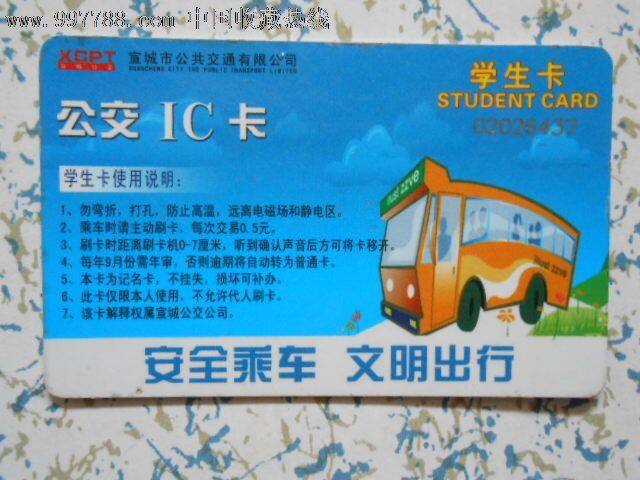 www.997788.com 中国收藏热线
XCPT
宣城市公共交通有限公司
XUANCHENG CITY THE PUBLIC TRANSPORT LIMITED
学生卡
STUDENT CARD
02026437
公交 IC 卡
学生卡使用说明：
1、勿弯折，打孔，防止高温，远离电磁场和静电区。
2、乘车时请主动刷卡，每次交易0.5元。
3、刷卡时距离刷卡机0-7厘米，听到确认声音后方可将卡移开。
4、每年9月份需年审，否则逾期将自动转为普通卡。
5、本卡为记名卡，不挂失，损坏可补办。
6、此卡仅限本人使用，不允许代人刷卡。
7、该卡解释权属宣城公交公司。
安全乘车 文明出行